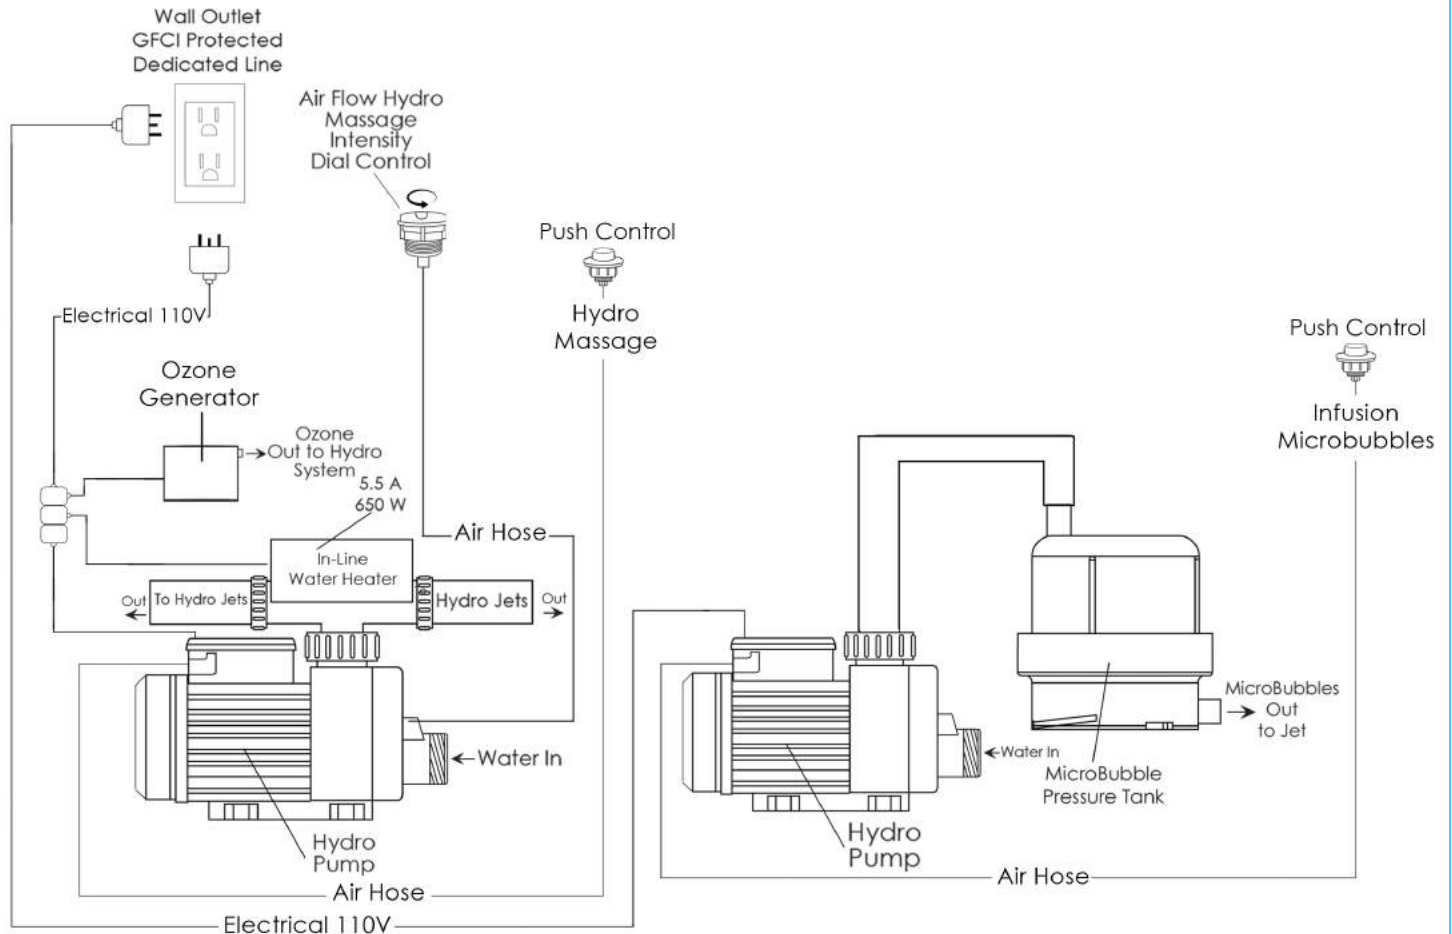 Wall Outlet
GFCI Protected
Dedicated Line
Air Flow Hydro
Massage
Intensity
Dial Control
Push Control
Hydro
Massage
Electrical 110V
Push Control
Infusion
Microbubbles
Ozone
Generator
Ozone
Out to Hydro
System
5.5 A
650 W
Air Hose
In-Line
Water Heater
Out
To Hydro Jets
Hydro Jets
Out
Water In
Hydro
Pump
Air Hose
Electrical 110V
MicroBubbles
Out
to Jet
Water In
MicroBubble
Pressure Tank
Hydro
Pump
Air Hose